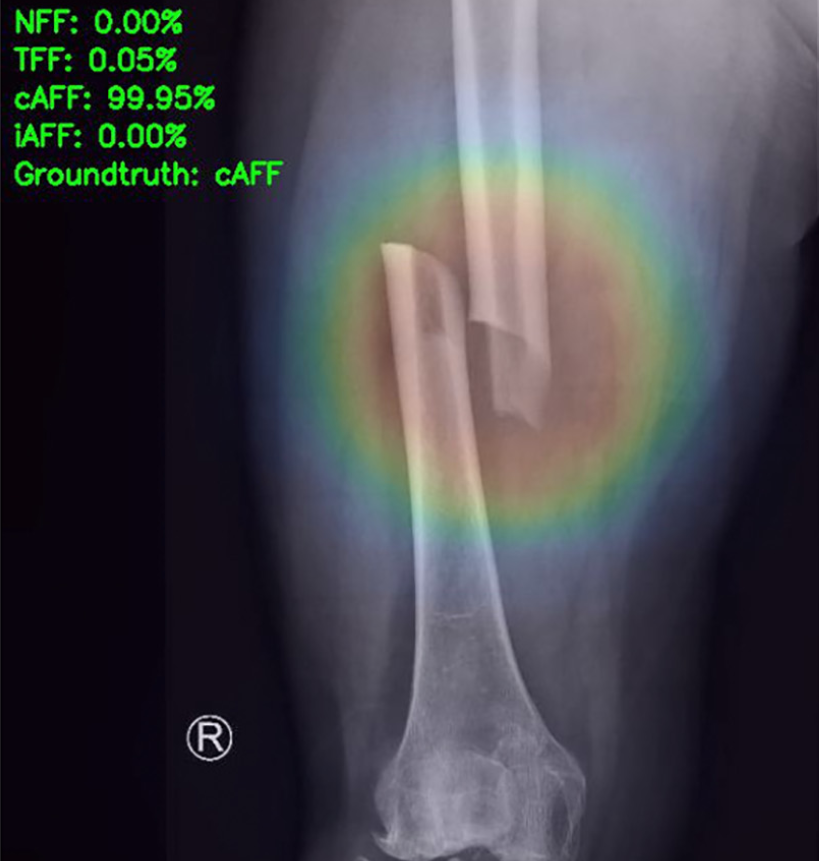 NFF: 0.00%
TFF: 0.05%
cAFF: 99.95%
iAFF: 0.00%
Groundtruth: cAFF
R